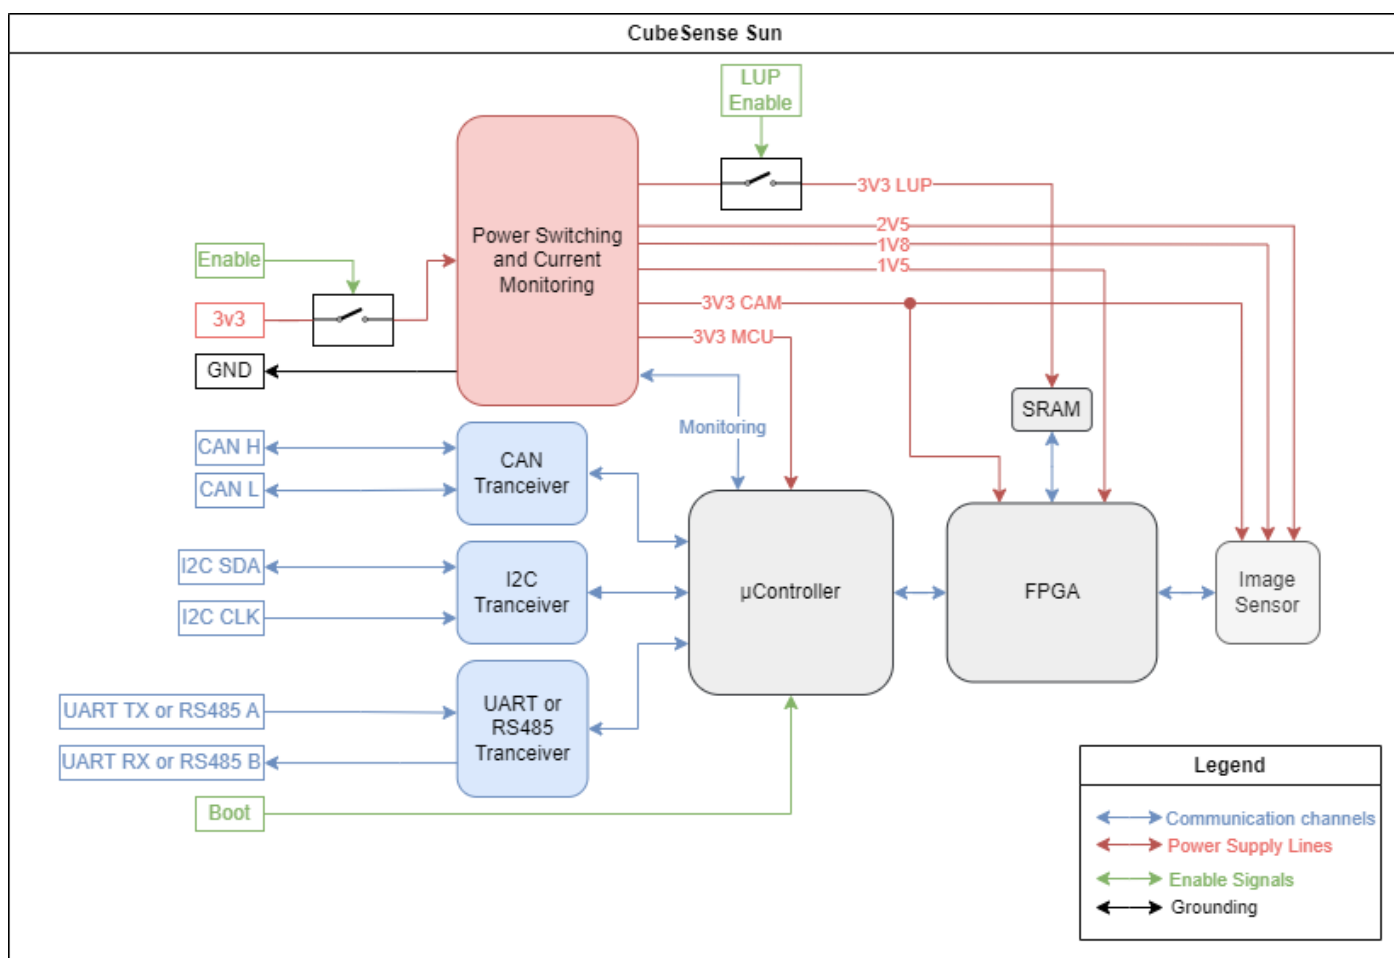 CubeSense Sun
LUP
Enable
3V3 LUP
Power Switching
and Current
Monitoring
2V5
1V8
1V5
Enable
3v3
3V3 CAM
3V3 MCU
GND
SRAM
Monitoring
CAN H
CAN L
CAN
Tranceiver
I2C SDA
I2C CLK
I2C
Tranceiver
µController
FPGA
Image
Sensor
UART TX or RS485 A
UART RX or RS485 B
UART or
RS485
Tranceiver
Boot
Legend
Communication channels
Power Supply Lines
Enable Signals
Grounding